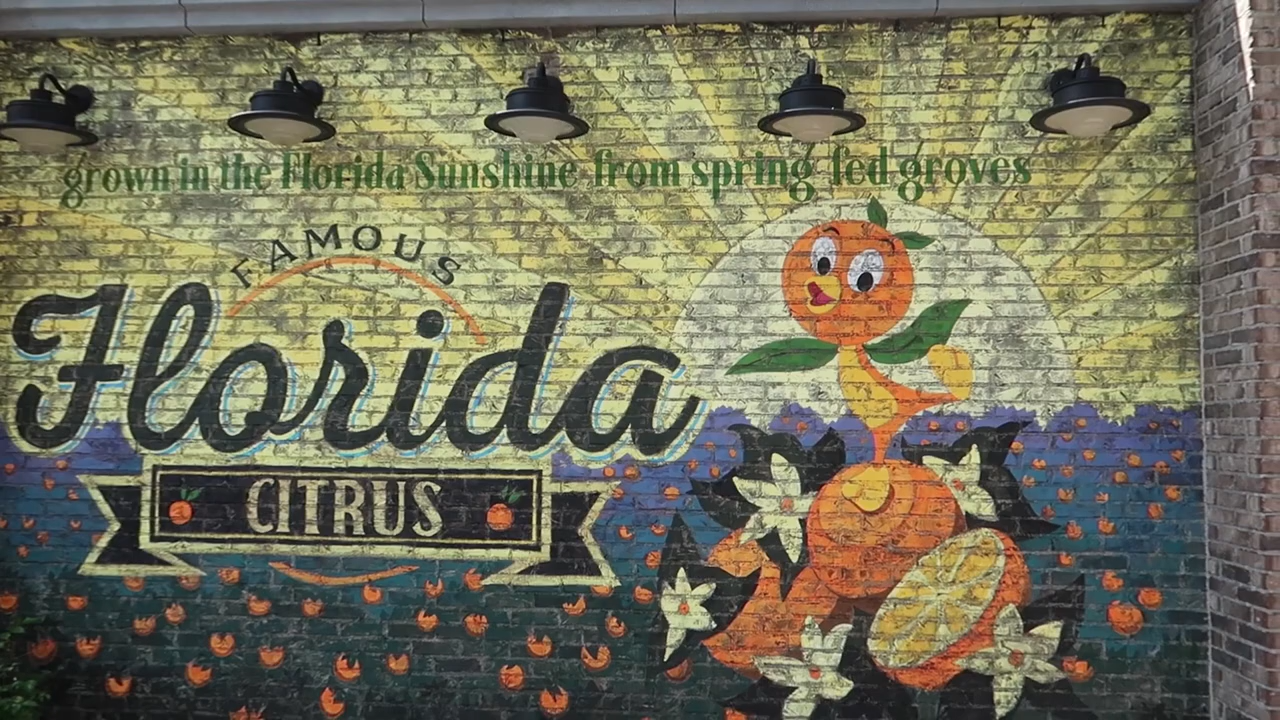 grown in the Florida Sunshine from spring fed groves
FAMOUS
Florida
CITRUS